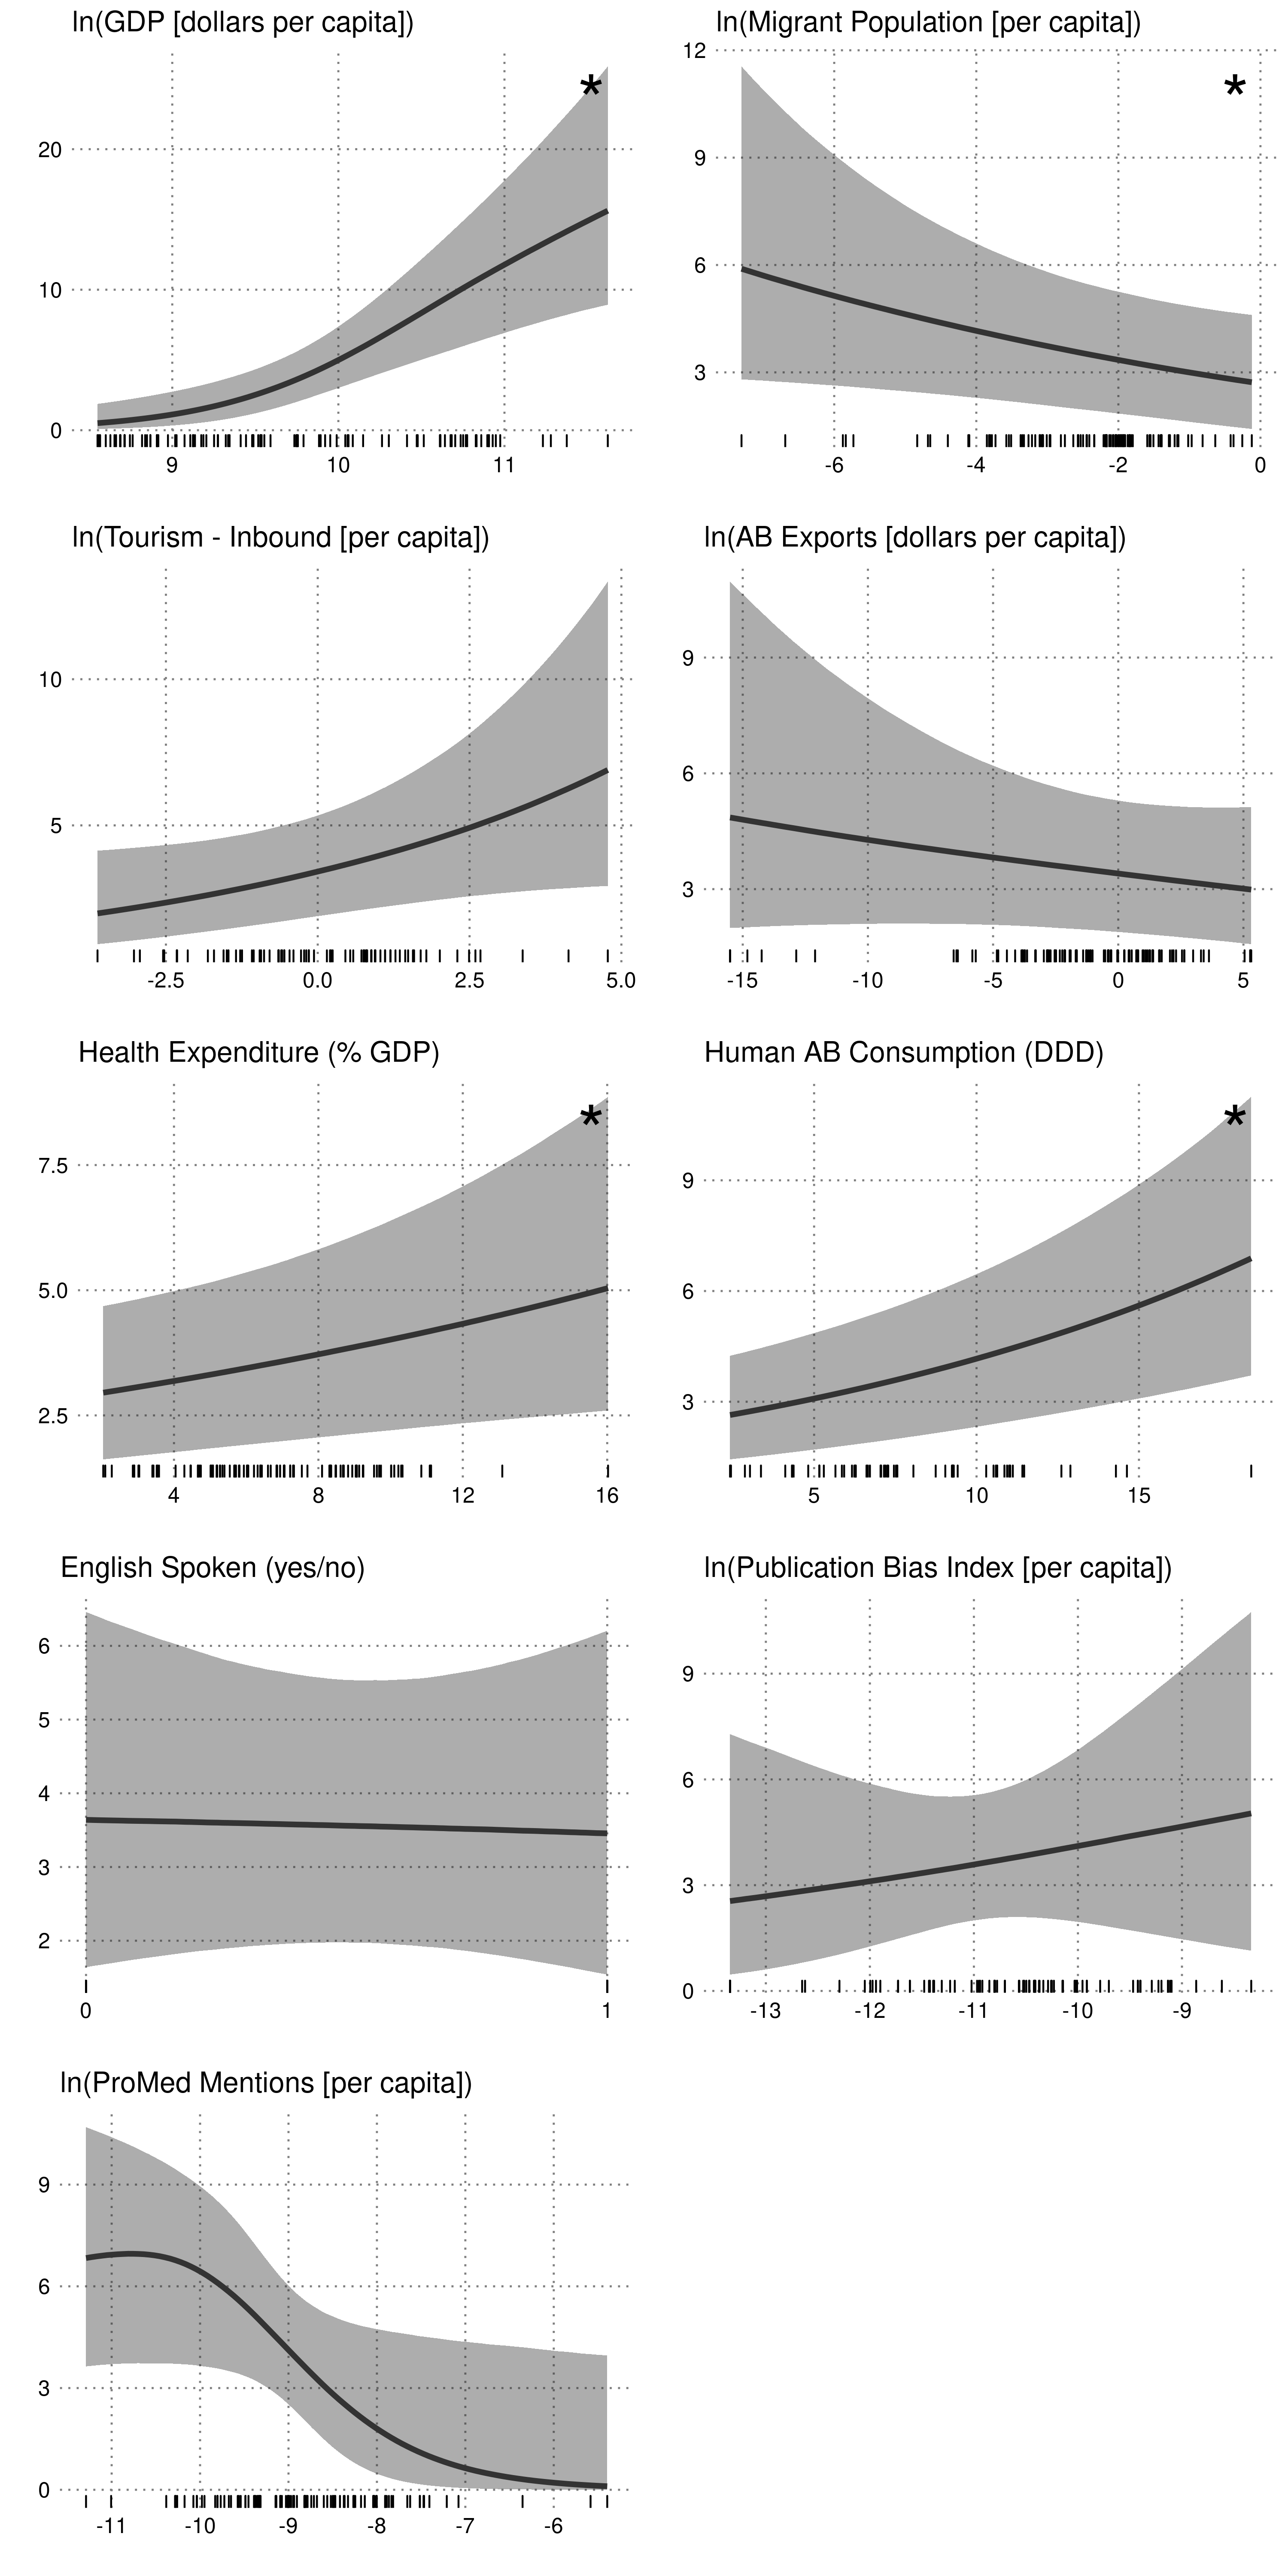 ln(GDP [dollars per capita])
*
20
10
0
9 10 11
ln(Migrant Population [per capita])
*
12
9
6
3
-6 -4 -2 0
ln(Tourism - Inbound [per capita])
10
5
-2.5 0.0 2.5 5.0
ln(AB Exports [dollars per capita])
9
6
3
-15 -10 -5 0 5
Health Expenditure (% GDP)
*
7.5
5.0
2.5
4 8 12 16
Human AB Consumption (DDD)
*
9
6
3
5 10 15
English Spoken (yes/no)
6
5
4
3
2
0 1
ln(Publication Bias Index [per capita])
9
6
3
0
-13 -12 -11 -10 -9
ln(ProMed Mentions [per capita])
9
6
3
0
-11 -10 -9 -8 -7 -6